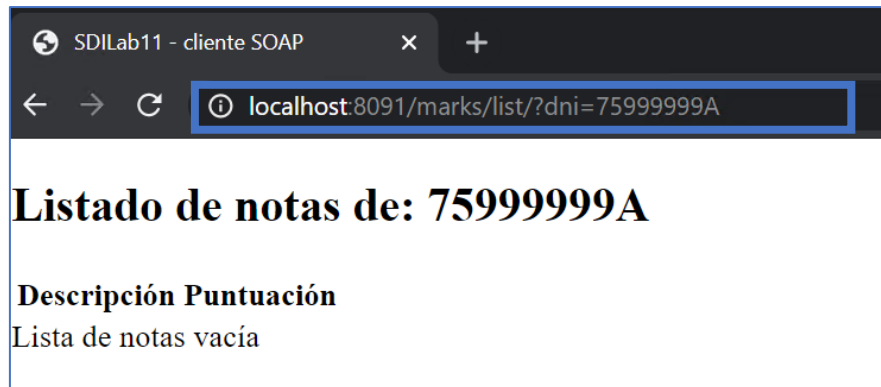 SDILab11 - cliente SOAP
localhost:8091/marks/list/?dni=75999999A
Listado de notas de: 75999999A
Descripción Puntuación
Lista de notas vacía